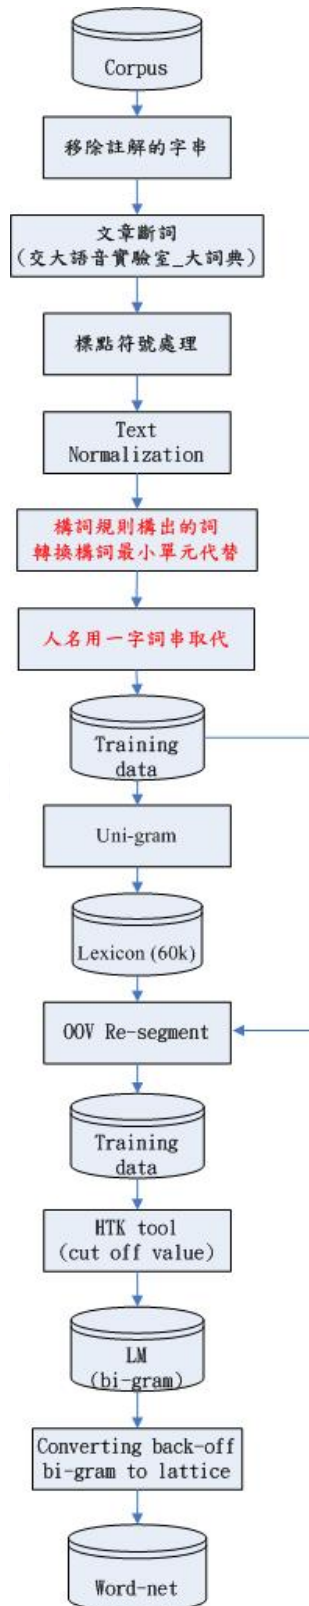 Corpus
移除註解的字串
文章斷詞
(交大語音實驗室_大詞典)
標點符號處理
Text
Normalization
構詞規則構出的詞
轉換構詞最小單元代替
人名用一字詞串取代
Training
data
Uni-gram
Lexicon (60k)
OOV Re-segment
Training
data
HTK tool
(cut off value)
LM
(bi-gram)
Converting back-off
bi-gram to lattice
Word-net